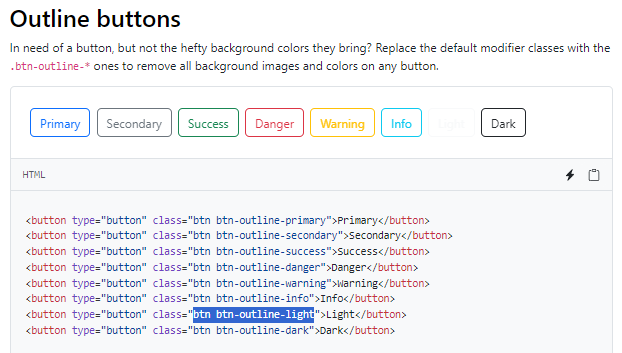 Outline buttons
In need of a button, but not the hefty background colors they bring? Replace the default modifier classes with the
.btn-outline-* ones to remove all background images and colors on any button.
Primary Secondary Success Danger Warning Info Light Dark
HTML
<button type="button" class="btn btn-outline-primary">Primary</button>
<button type="button" class="btn btn-outline-secondary">Secondary</button>
<button type="button" class="btn btn-outline-success">Success</button>
<button type="button" class="btn btn-outline-danger">Danger</button>
<button type="button" class="btn btn-outline-warning">Warning</button>
<button type="button" class="btn btn-outline-info">Info</button>
<button type="button" class="btn btn-outline-light">Light</button>
<button type="button" class="btn btn-outline-dark">Dark</button>